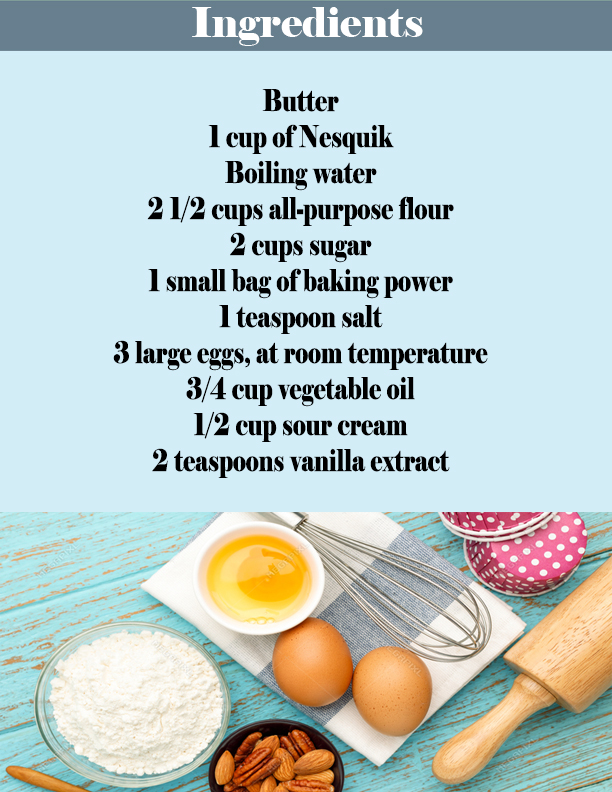 Ingredients
Butter
1 cup of Nesquik
Boiling water
2 1/2 cups all-purpose flour
2 cups sugar
1 small bag of baking power
1 teaspoon salt
3 large eggs, at room temperature
3/4 cup vegetable oil
1/2 cup sour cream
2 teaspoons vanilla extract